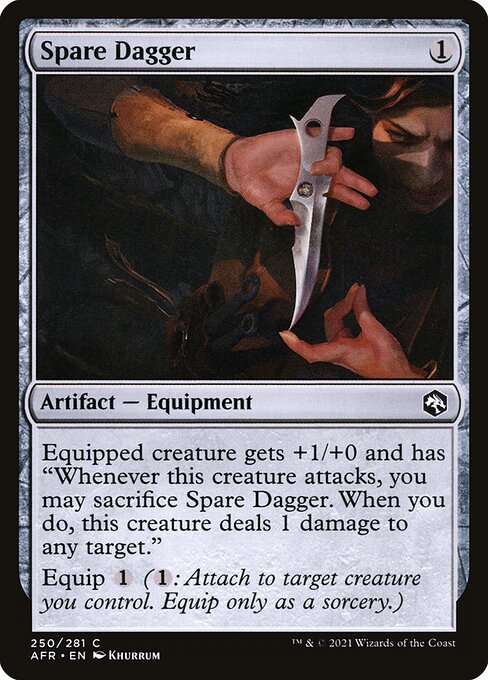 Spare Dagger 1
Artifact — Equipment
Equipped creature gets +1/+0 and has
“Whenever this creature attacks, you
may sacrifice Spare Dagger. When you
do, this creature deals 1 damage to
any target.”
Equip 1 (1: Attach to target creature
you control. Equip only as a sorcery.)
250/281 C
AFR • EN Khurrum
™ & © 2021 Wizards of the Coast